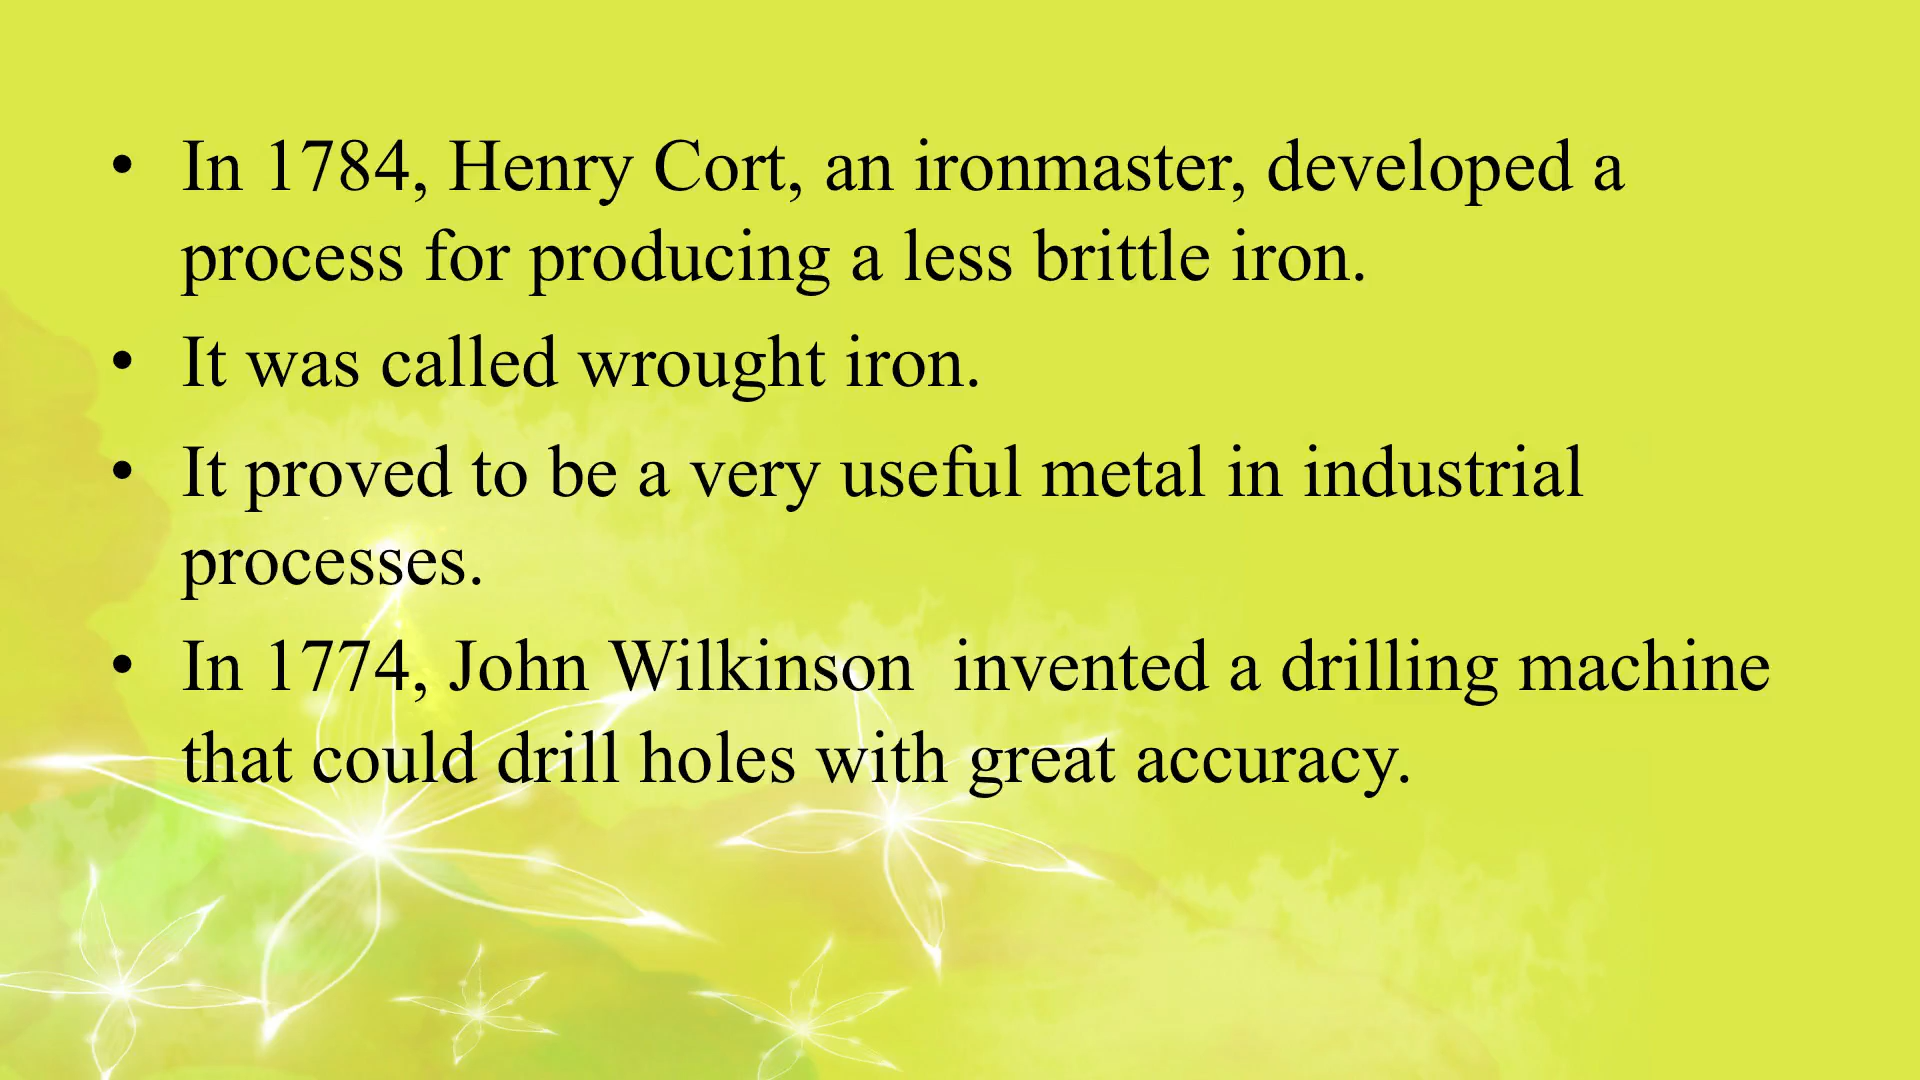 • In 1784, Henry Cort, an ironmaster, developed a
process for producing a less brittle iron.
• It was called wrought iron.
• It proved to be a very useful metal in industrial
processes.
• In 1774, John Wilkinson  invented a drilling machine
that could drill holes with great accuracy.